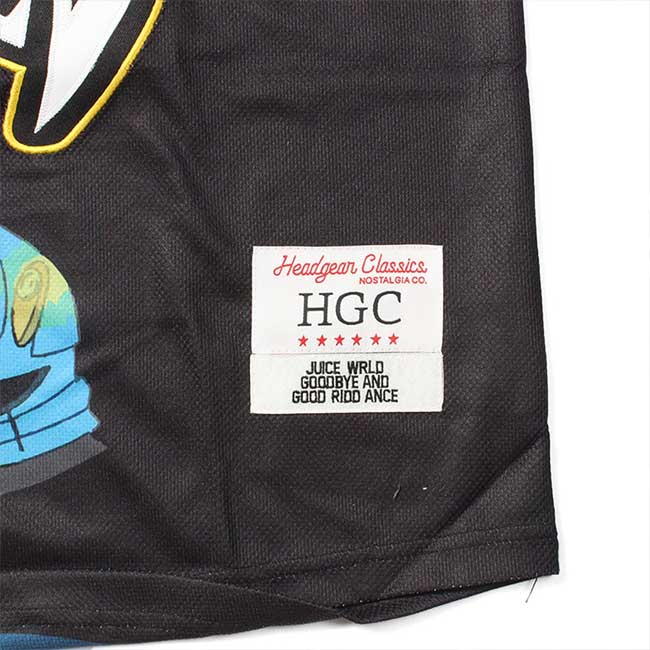 Headgear Classics
NOSTALGIA CO.
HGC
JUICE WRLD
GOODBYE AND
GOOD RIDD ANCE